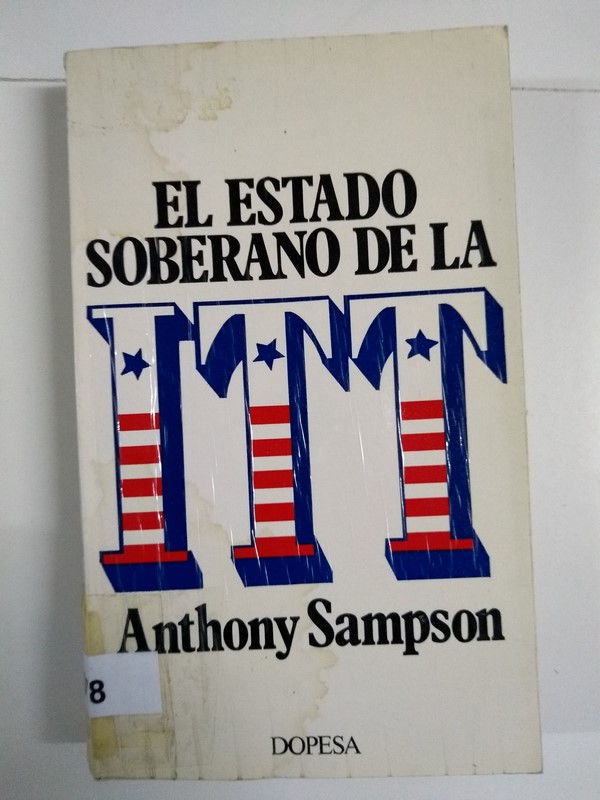 EL ESTADO
SOBERANO DE LA
ITT
Anthony Sampson
8
DOPESA